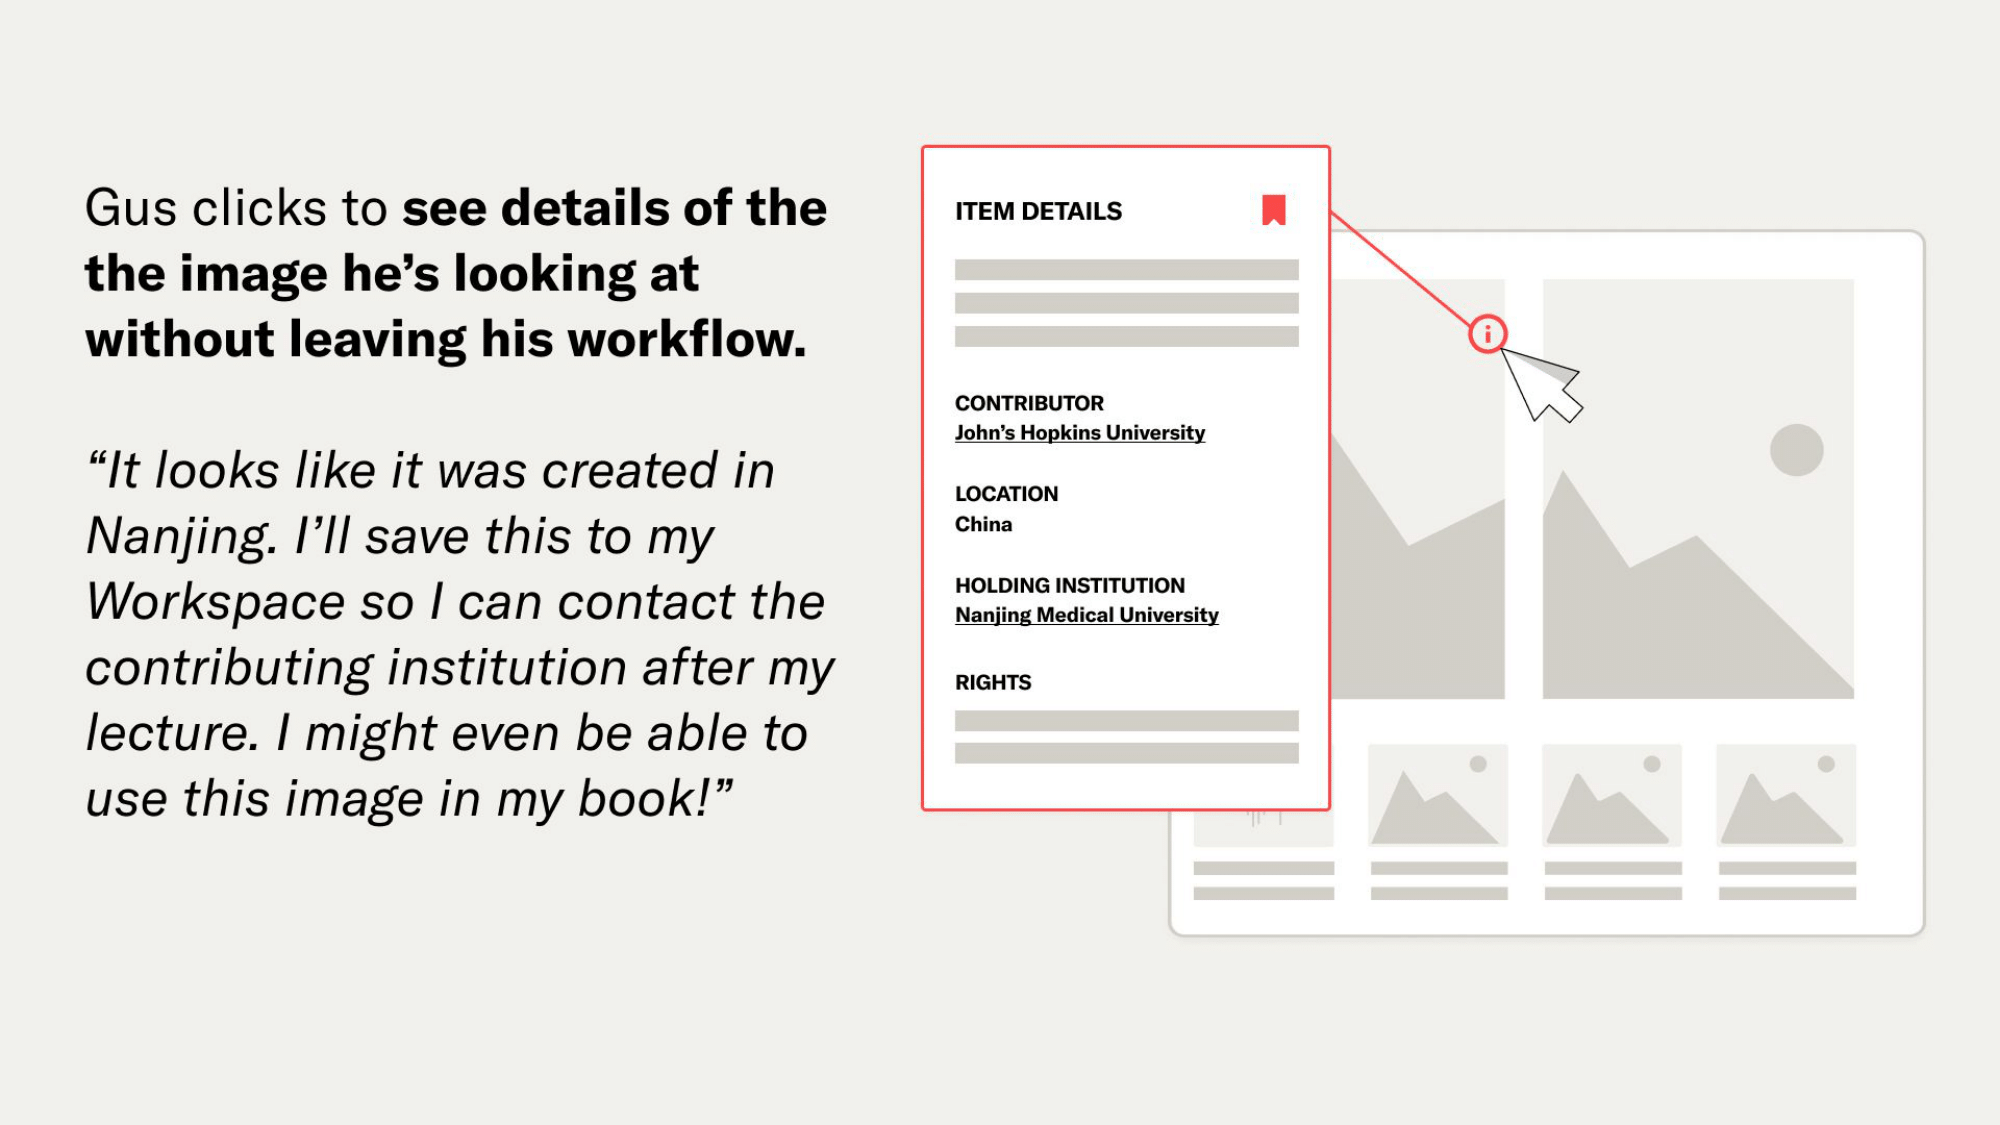 Gus clicks to see details of the
the image he’s looking at
without leaving his workflow.
“It looks like it was created in
Nanjing. I’ll save this to my
Workspace so I can contact the
contributing institution after my
lecture. I might even be able to
use this image in my book!”
ITEM DETAILS
CONTRIBUTOR
John’s Hopkins University
LOCATION
China
HOLDING INSTITUTION
Nanjing Medical University
RIGHTS
i